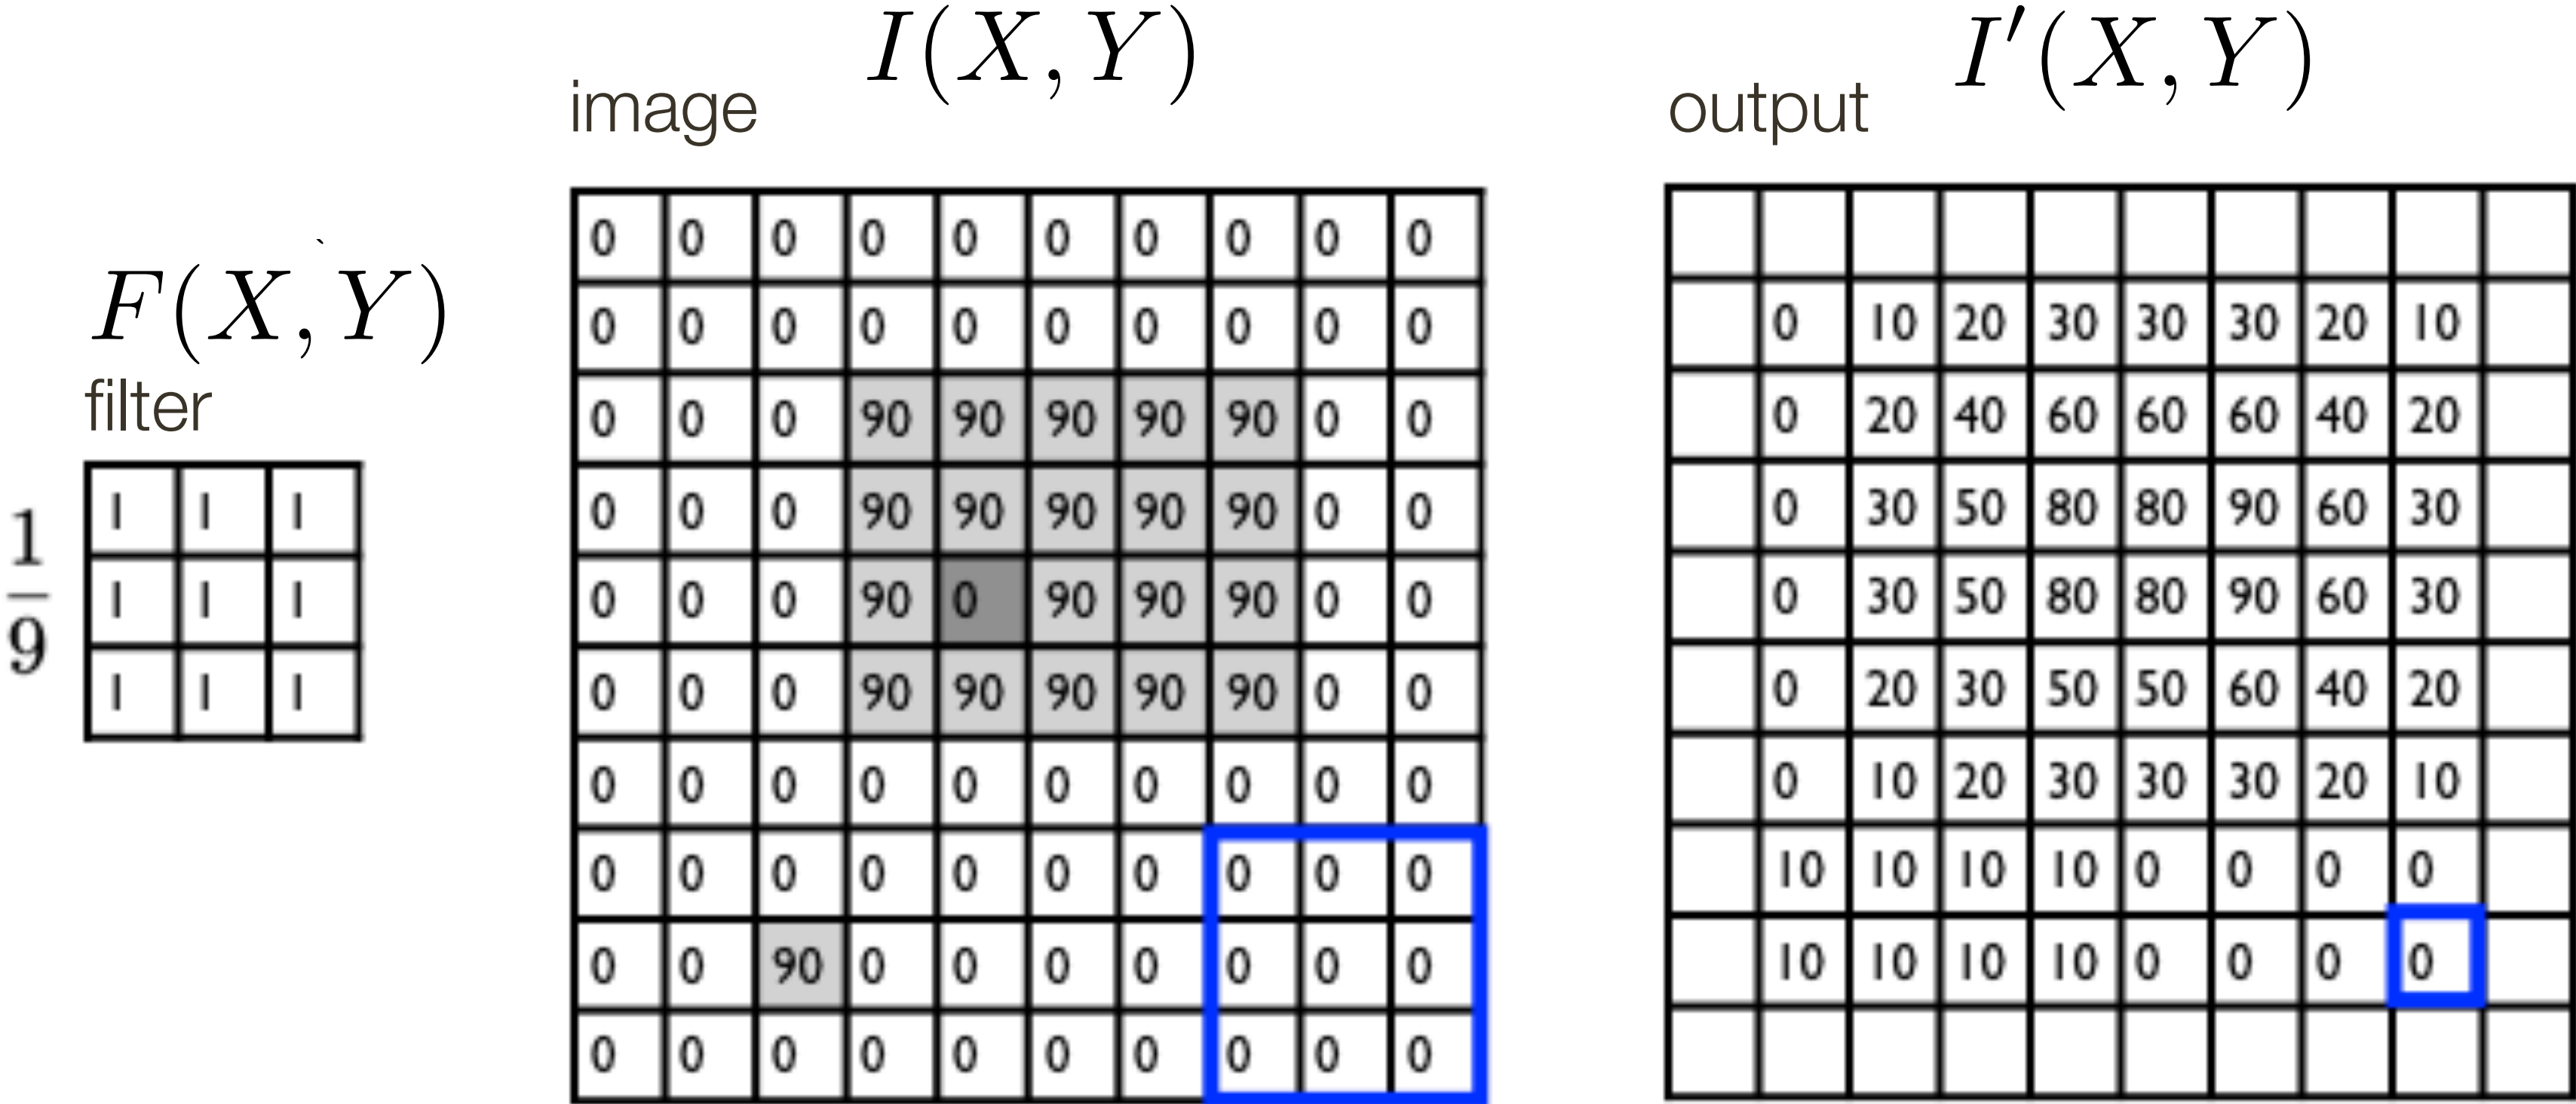 I(X, Y)
I′(X, Y)
image
output
F(X, Y)
filter
1/9
1 1 1
1 1 1
1 1 1
0 0 0 0 0 0 0 0 0 0
0 0 0 0 0 0 0 0 0 0
0 0 0 90 90 90 90 90 0 0
0 0 0 90 90 90 90 90 0 0
0 0 0 90 0 90 90 90 0 0
0 0 0 90 90 90 90 90 0 0
0 0 0 0 0 0 0 0 0 0
0 0 0 0 0 0 0 0 0 0
0 0 90 0 0 0 0 0 0 0
0 0 0 0 0 0 0 0 0 0
0 10 20 30 30 30 20 10
0 20 40 60 60 60 40 20
0 30 50 80 80 90 60 30
0 30 50 80 80 90 60 30
0 20 30 50 50 60 40 20
0 10 20 30 30 30 20 10
10 10 10 10 0 0 0 0
10 10 10 10 0 0 0 0